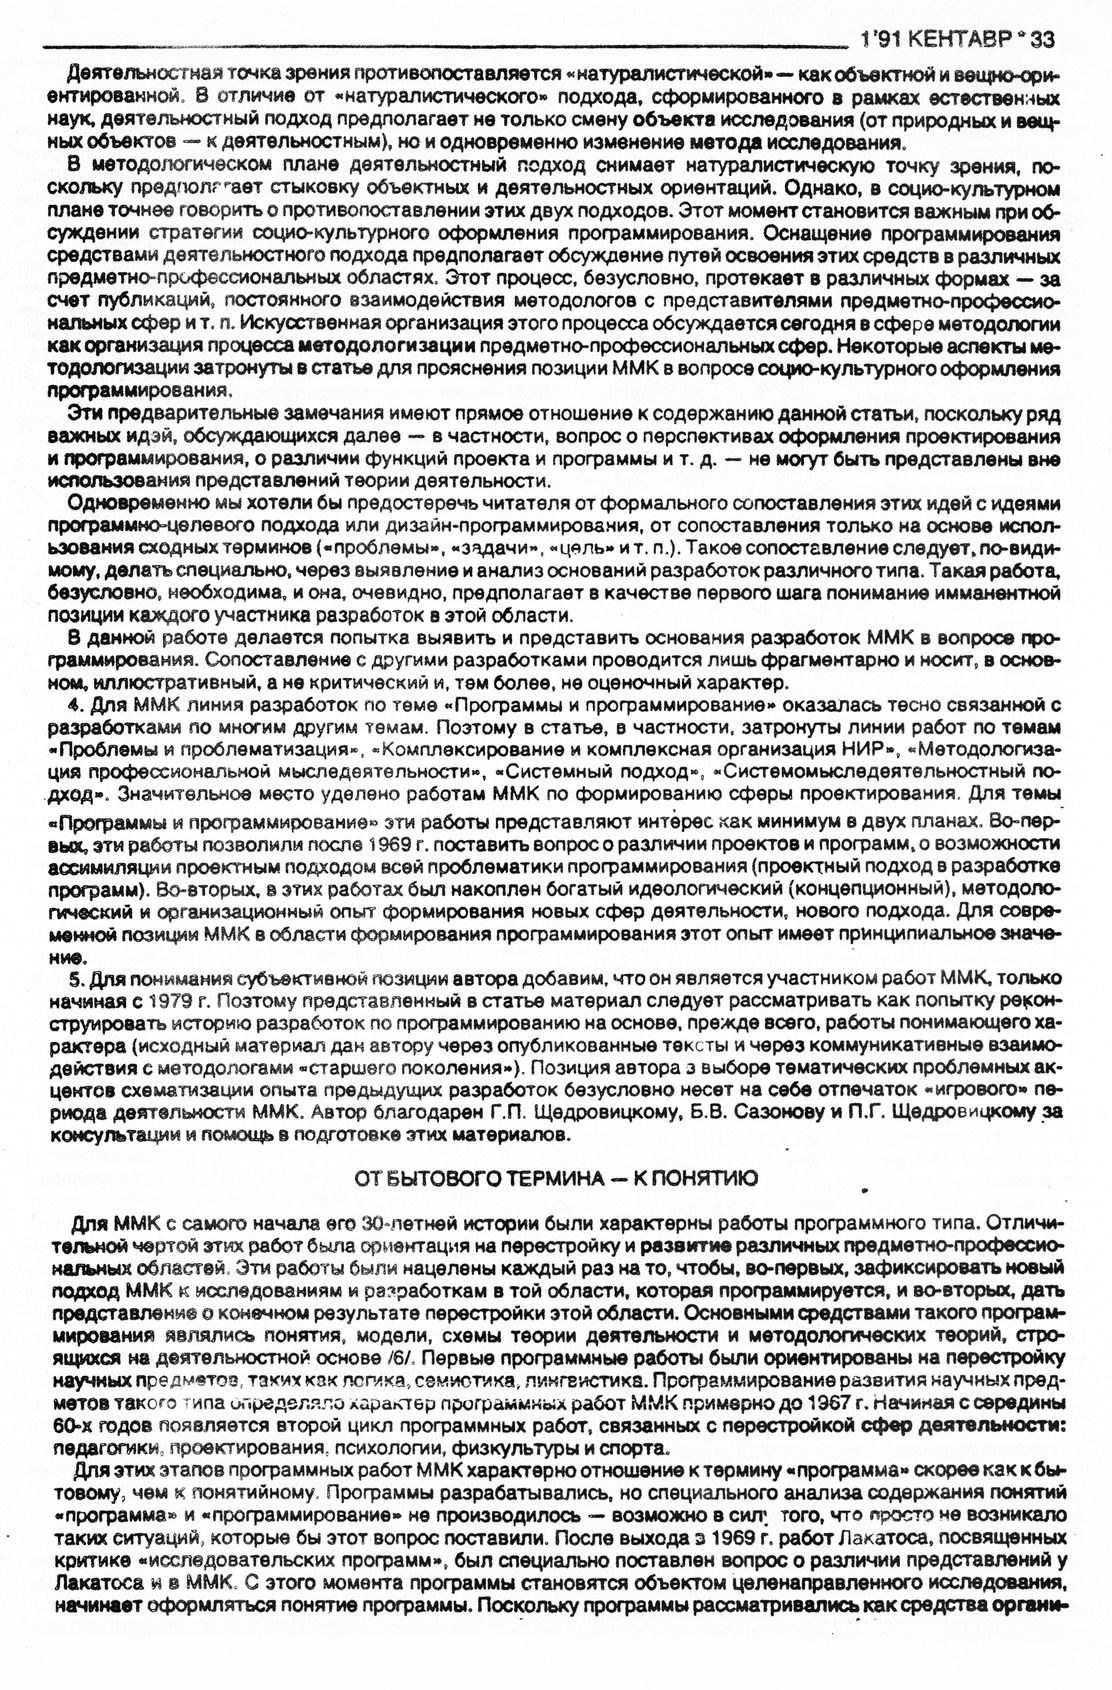 1'91 КЕНТАВР * 33
Деятельностная точка зрения противопоставляется «натуралистической» — как объектной и вещно-ори-
ентированной. В отличие от «натуралистического» подхода, сформированного в рамках естественных
наук, деятельностный подход предполагает не только смену объекта исследования (от природных и вещ-
ных объектов — к деятельностным), но и одновременно изменение метода исследования.
В методологическом плане деятельностный подход снимает натуралистическую точку зрения, по-
скольку предполагает стыковку объектных и деятельностных ориентаций. Однако, в социо-культурном
плане точнее говорить о противопоставлении этих двух подходов. Этот момент становится важным при об-
суждении стратегии социо-культурного оформления программирования. Оснащение программирования
средствами деятельностного подхода предполагает обсуждение путей освоения этих средств в различных
предметно-профессиональных областях. Этот процесс, безусловно, протекает в различных формах — за
счет публикаций, постоянного взаимодействия методологов с представителями предметно-профессио-
нальных сфер и т. п. Искусственная организация этого процесса обсуждается сегодня в сфере методологии
как организация процесса методологизации предметно-профессиональных сфер. Некоторые аспекты ме-
тодологизации затронуты в статье для прояснения позиции ММК в вопросе социо-культурного оформления
программирования.
Эти предварительные замечания имеют прямое отношение к содержанию данной статьи, поскольку ряд
важных идэй, обсуждающихся далее — в частности, вопрос о перспективах оформления проектирования
и программирования, о различии функций проекта и программы и т. д. — не могут быть представлены вне
использования представлений теории деятельности.
Одновременно мы хотели бы предостеречь читателя от формального сопоставления этих идей с идеями
программно-целевого подхода или дизайн-программирования, от сопоставления только на основе исполь-
ьзования сходных терминов («проблемы», «задачи», «цель» и т. п.). Такое сопоставление следует, по-види-
мому, делать специально, через выявление и анализ оснований разработок различного типа. Такая работа,
безусловно, необходима, и она, очевидно, предполагает в качестве первого шага понимание имманентной
позиции каждого участника разработок в этой области.
В данной работе делается попытка выявить и представить основания разработок ММК в вопросе про-
граммирования. Сопоставление с другими разработками проводится лишь фрагментарно и носит, в основ-
ном, иллюстративный, а не критический и, тем более, не оценочный характер.
4. Для ММК линия разработок по теме «Программы и программирование» оказалась тесно связанной с
разработками по многим другим темам. Поэтому в статье, в частности, затронуты линии работ по темам
«Проблемы и проблематизация», «Комплексирование и комплексная организация НИР», «Методологиза-
ция профессиональной мыследеятельности», «Системный подход», «Системомыследеятельностный по-
дход». Значительное место уделено работам ММК по формированию сферы проектирования. Для темы
«Программы и программирование» эти работы представляют интерес как минимум в двух планах. Во-пер-
вых, эти работы позволили после 1969 г. поставить вопрос о различии проектов и программ, о возможности
ассимиляции проектным подходом всей проблематики программирования (проектный подход в разработке
программ). Во-вторых, в этих работах был накоплен богатый идеологический (концепционный), методоло-
гический и организационный опыт формирования новых сфер деятельности, нового подхода. Для совре-
менной позиции ММК в области формирования программирования этот опыт имеет принципиальное значе-
ние.
5. Для понимания субъективной позиции автора добавим, что он является участником работ ММК, только
начиная с 1979 г. Поэтому представленный в статье материал следует рассматривать как попытку рекон-
струировать историю разработок по программированию на основе, прежде всего, работы понимающего ха-
рактера (исходный материал дан автору через опубликованные тексты и через коммуникативные взаимо-
действия с методологами «старшего поколения»). Позиция автора в выборе тематических проблемных ак-
центов схематизации опыта предыдущих разработок безусловно несет на себе отпечаток «игрового» пе-
риода деятельности ММК. Автор благодарен Г.П. Щедровицкому, Б.В. Сазонову и П.Г. Щедровицкому за
консультации и помощь в подготовке этих материалов.
ОТ БЫТОВОГО ТЕРМИНА — К ПОНЯТИЮ
Для ММК с самого начала его 30-летней истории были характерны работы программного типа. Отличи-
тельной чертой этих работ была ориентация на перестройку и развитие различных предметно-профессио-
нальных областей. Эти работы были нацелены каждый раз на то, чтобы, во-первых, зафиксировать новый
подход ММК к исследованиям и разработкам в той области, которая программируется, и во-вторых, дать
представление о конечном результате перестройки этой области. Основными средствами такого програм-
мирования являлись понятия, модели, схемы теории деятельности и методологических теорий, стро-
ящихся на деятельностной основе /6/. Первые программные работы были ориентированы на перестройку
научных предметов, таких как логика, семиотика, лингвистика. Программирование развития научных пред-
метов такого типа определяло характер программных работ ММК примерно до 1967 г. Начиная с середины
60-х годов появляется второй цикл программных работ, связанных с перестройкой сфер деятельности:
педагогики, проектирования, психологии, физкультуры и спорта.
Для этих этапов программных работ ММК характерно отношение к термину «программа» скорее как к бы-
товому, чем к понятийному. Программы разрабатывались, но специального анализа содержания понятий
«программа» и «программирование» не производилось — возможно в силу того, что просто не возникало
таких ситуаций, которые бы этот вопрос поставили. После выхода в 1969 г. работ Лакатоса, посвященных
критике «исследовательских программ», был специально поставлен вопрос о различии представлений у
Лакатоса и в ММК. С этого момента программы становятся объектом целенаправленного исследования,
начинает оформляться понятие программы. Поскольку программы рассматривались как средства органи-